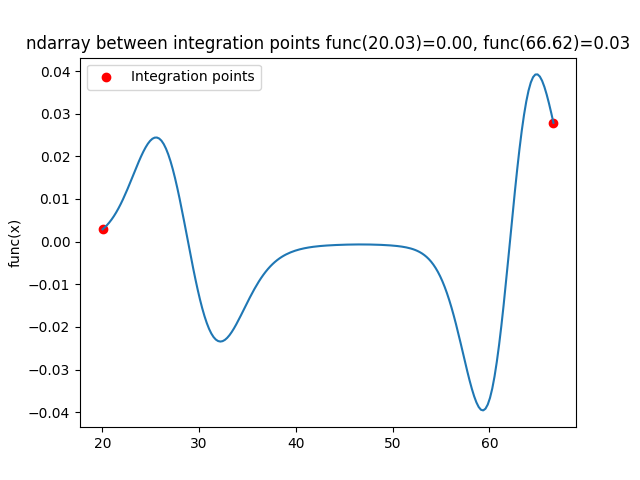 ndarray between integration points func(20.03)=0.00, func(66.62)=0.03
Integration points
func(x)
0.04
0.03
0.02
0.01
0.00
−0.01
−0.02
−0.03
−0.04
20 30 40 50 60